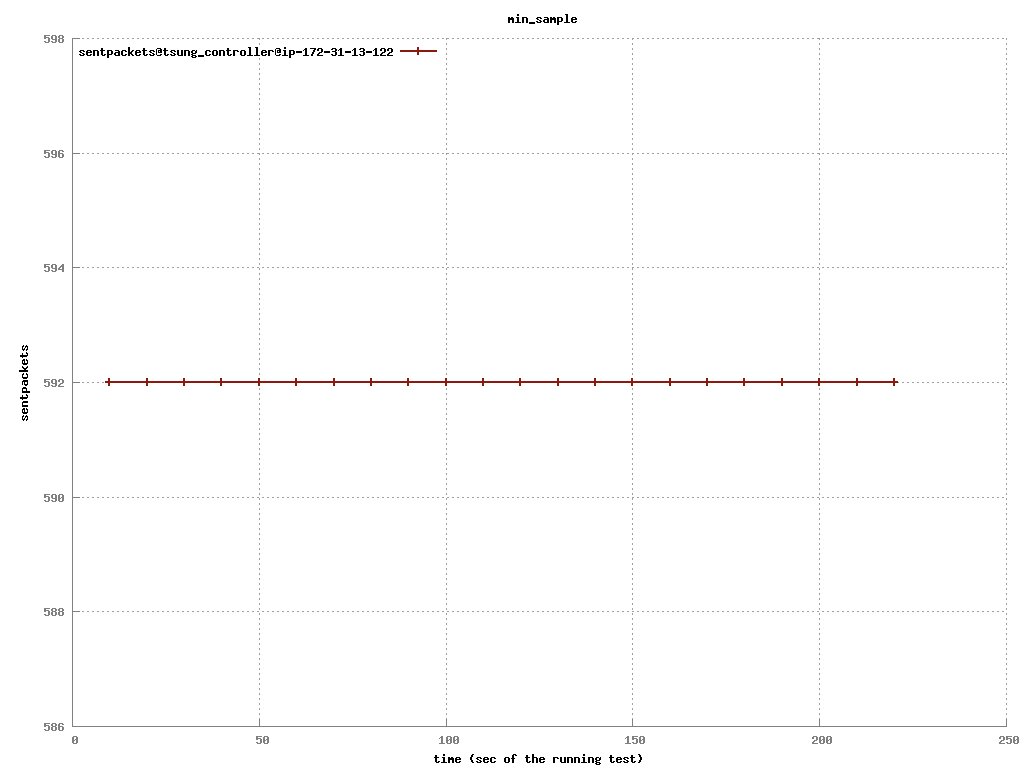 min_sample
598
sentpackets@tsung_controller@ip-172-31-13-122
596
594
592
590
588
586
sentpackets
0 50 100 150 200 250
time (sec of the running test)